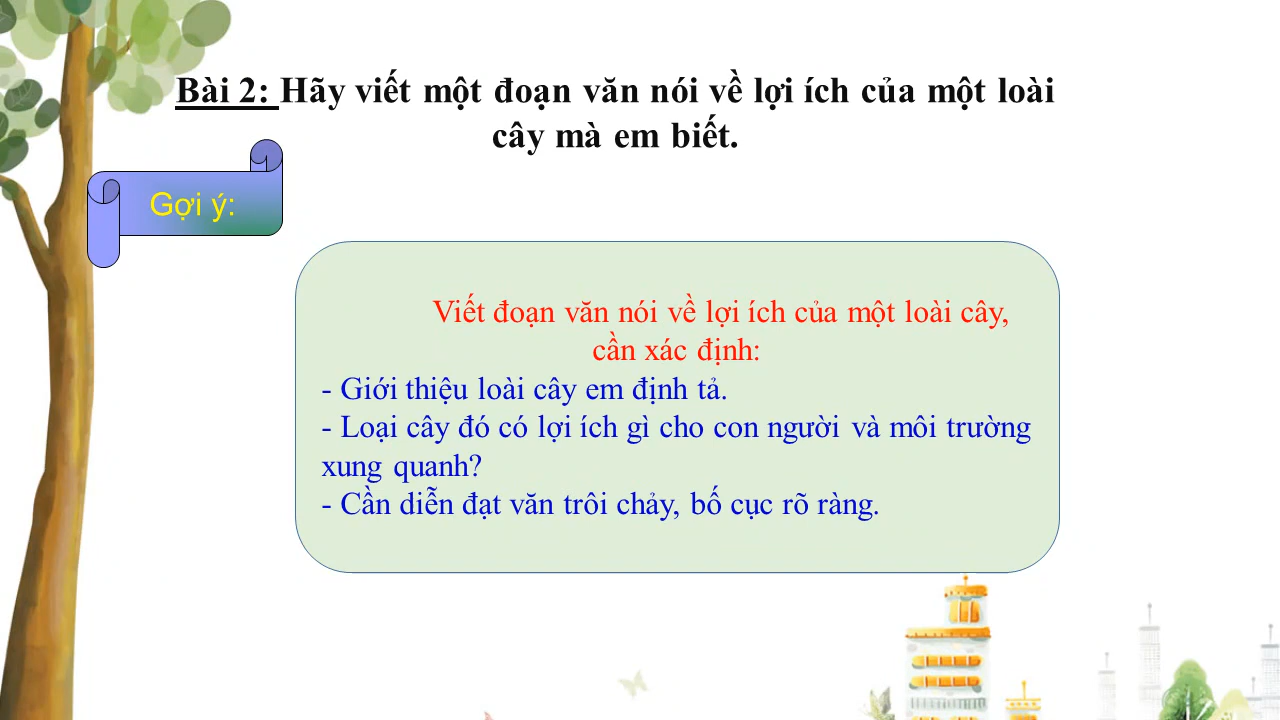 Bài 2: Hãy viết một đoạn văn nói về lợi ích của một loài
cây mà em biết.
Gợi ý:
Viết đoạn văn nói về lợi ích của một loài cây,
cần xác định:
- Giới thiệu loài cây em định tả.
- Loại cây đó có lợi ích gì cho con người và môi trường
xung quanh?
- Cần diễn đạt văn trôi chảy, bố cục rõ ràng.